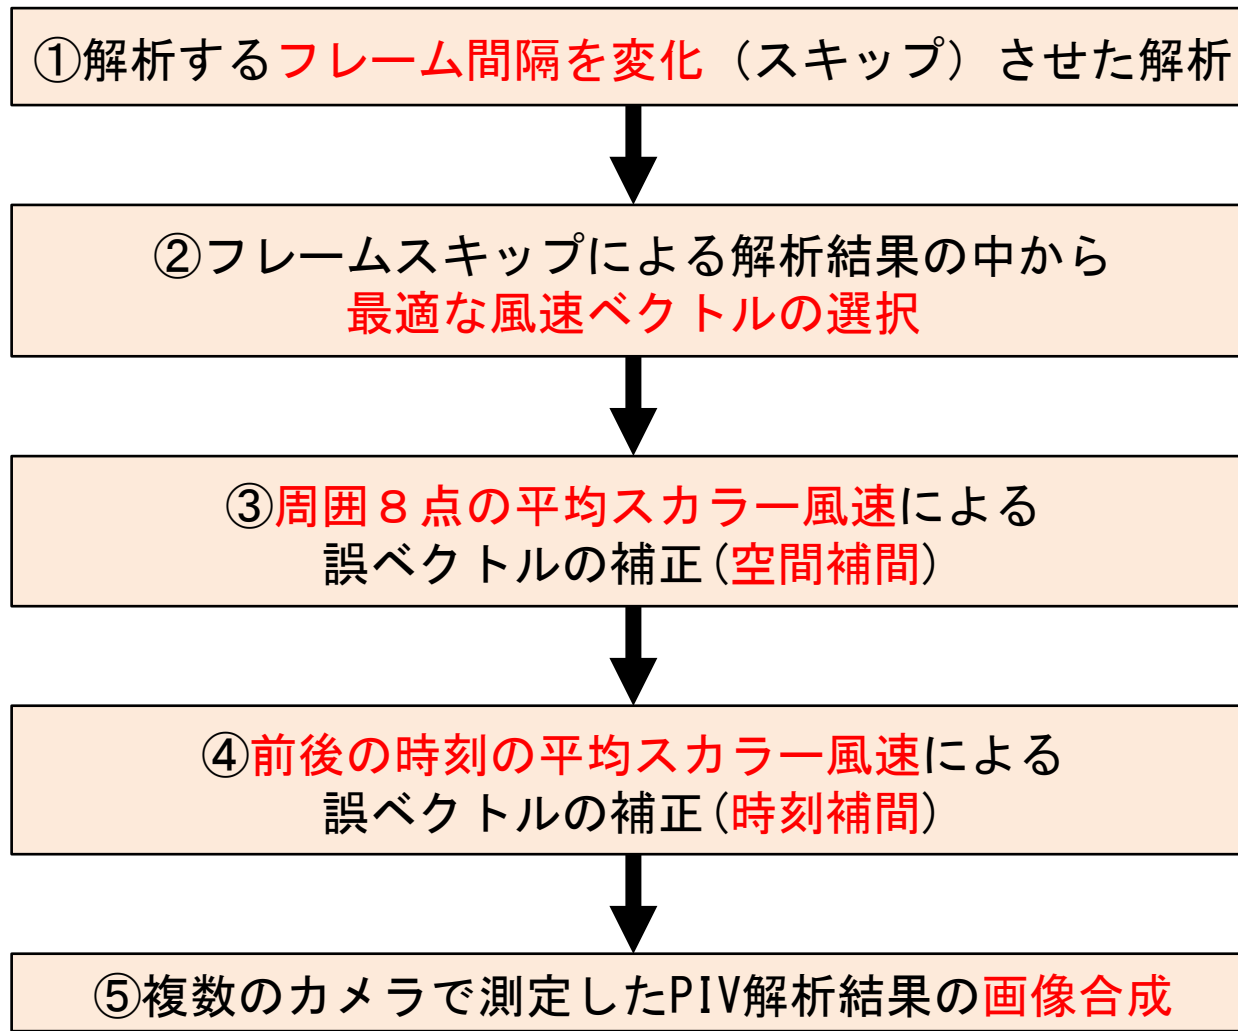 ①解析するフレーム間隔を変化（スキップ）させた解析
②フレームスキップによる解析結果の中から
最適な風速ベクトルの選択
③周囲８点の平均スカラー風速による
誤ベクトルの補正(空間補間)
④前後の時刻の平均スカラー風速による
誤ベクトルの補正(時刻補間)
⑤複数のカメラで測定したPIV解析結果の画像合成